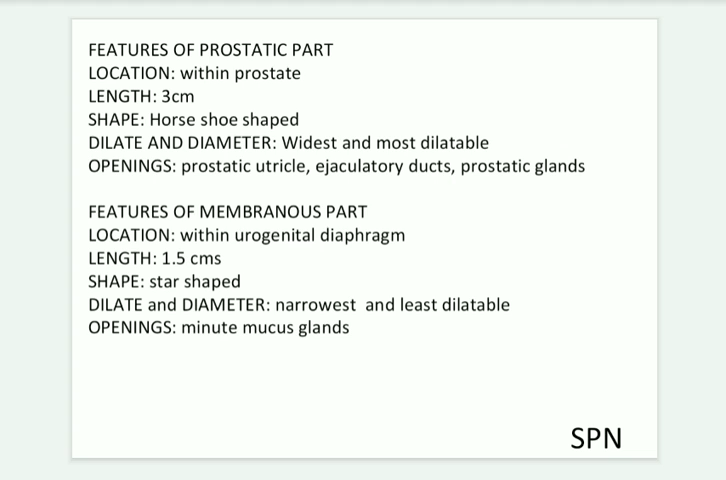 FEATURES OF PROSTATIC PART
LOCATION: within prostate
LENGTH: 3cm
SHAPE: Horse shoe shaped
DILATE AND DIAMETER: Widest and most dilatable
OPENINGS: prostatic utricle, ejaculatory ducts, prostatic glands
FEATURES OF MEMBRANOUS PART
LOCATION: within urogenital diaphragm
LENGTH: 1.5 cms
SHAPE: star shaped
DILATE and DIAMETER: narrowest  and least dilatable
OPENINGS: minute mucus glands
SPN